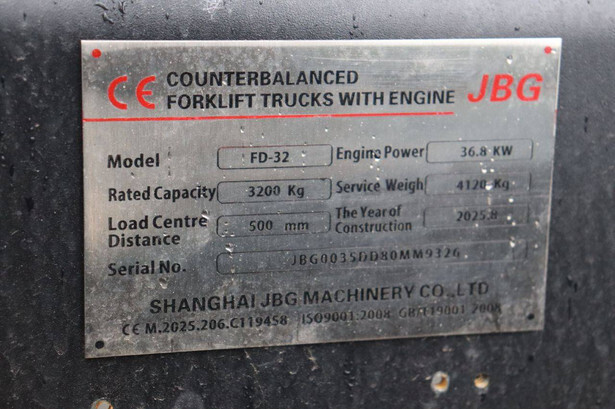 CE COUNTERBALANCED
FORKLIFT TRUCKS WITH ENGINE JBG
Model FD-32 Engine Power 36.8 KW
Rated Capacity 3200 Kg Service Weigh 4120 Kg
Load Centre Distance 500 mm The Year of Construction 2025.8
Serial No. JBG0035DD80MM9326
SHANGHAI JBG MACHINERY CO.,LTD
CE M.2025.206.C119458 ISO9001:2008 GB/T19001 2008